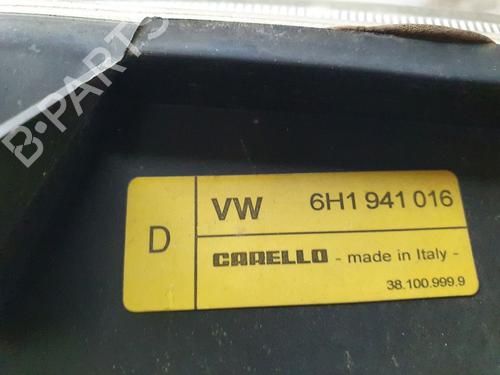 B-PARTS
D
VW 6H1 941 016
CARELLO - made in Italy -
38.100.999.9